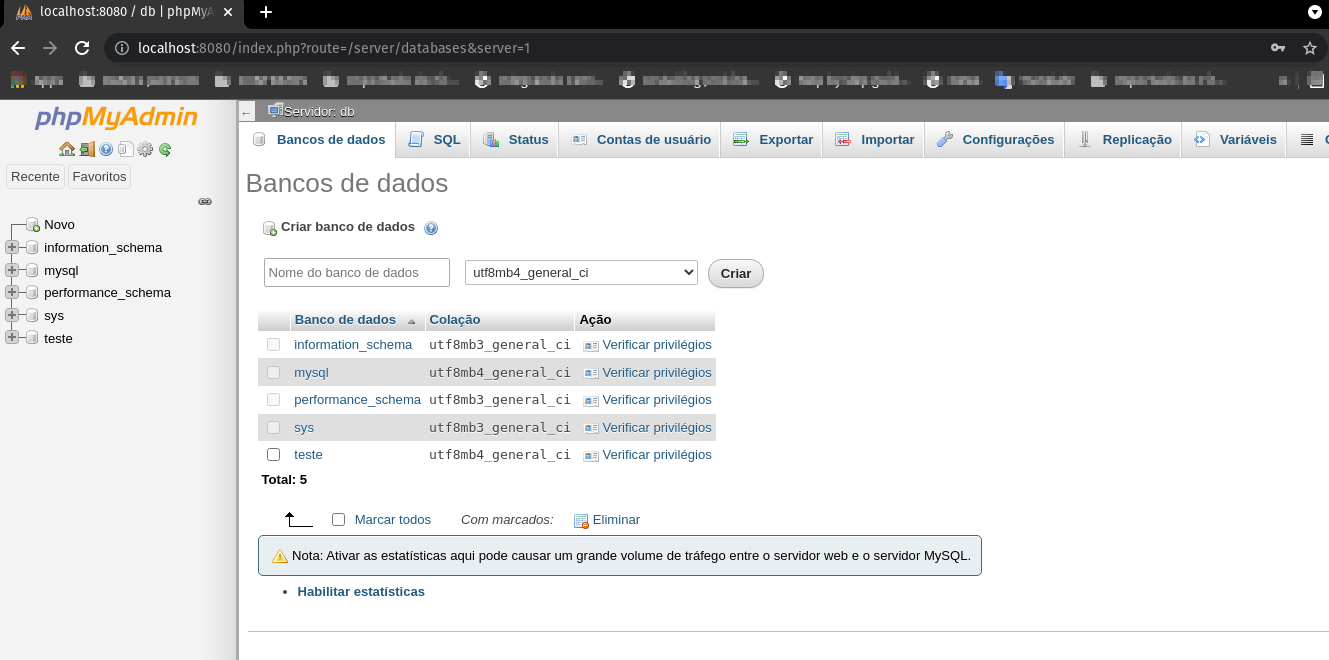 localhost:8080 / db | phpMyA
localhost:8080/index.php?route=/server/databases&server=1
phpMyAdmin
Servidor: db
Bancos de dados SQL Status Contas de usuário Exportar Importar Configurações Replicação Variáveis
Recente Favoritos
Novo
information_schema
mysql
performance_schema
sys
teste
Bancos de dados
Criar banco de dados
Nome do banco de dados utf8mb4_general_ci Criar
Banco de dados Colação Ação
information_schema utf8mb3_general_ci Verificar privilégios
mysql utf8mb4_general_ci Verificar privilégios
performance_schema utf8mb3_general_ci Verificar privilégios
sys utf8mb3_general_ci Verificar privilégios
teste utf8mb4_general_ci Verificar privilégios
Total: 5
Marcar todos Com marcados: Eliminar
Nota: Ativar as estatísticas aqui pode causar um grande volume de tráfego entre o servidor web e o servidor MySQL.
Habilitar estatísticas